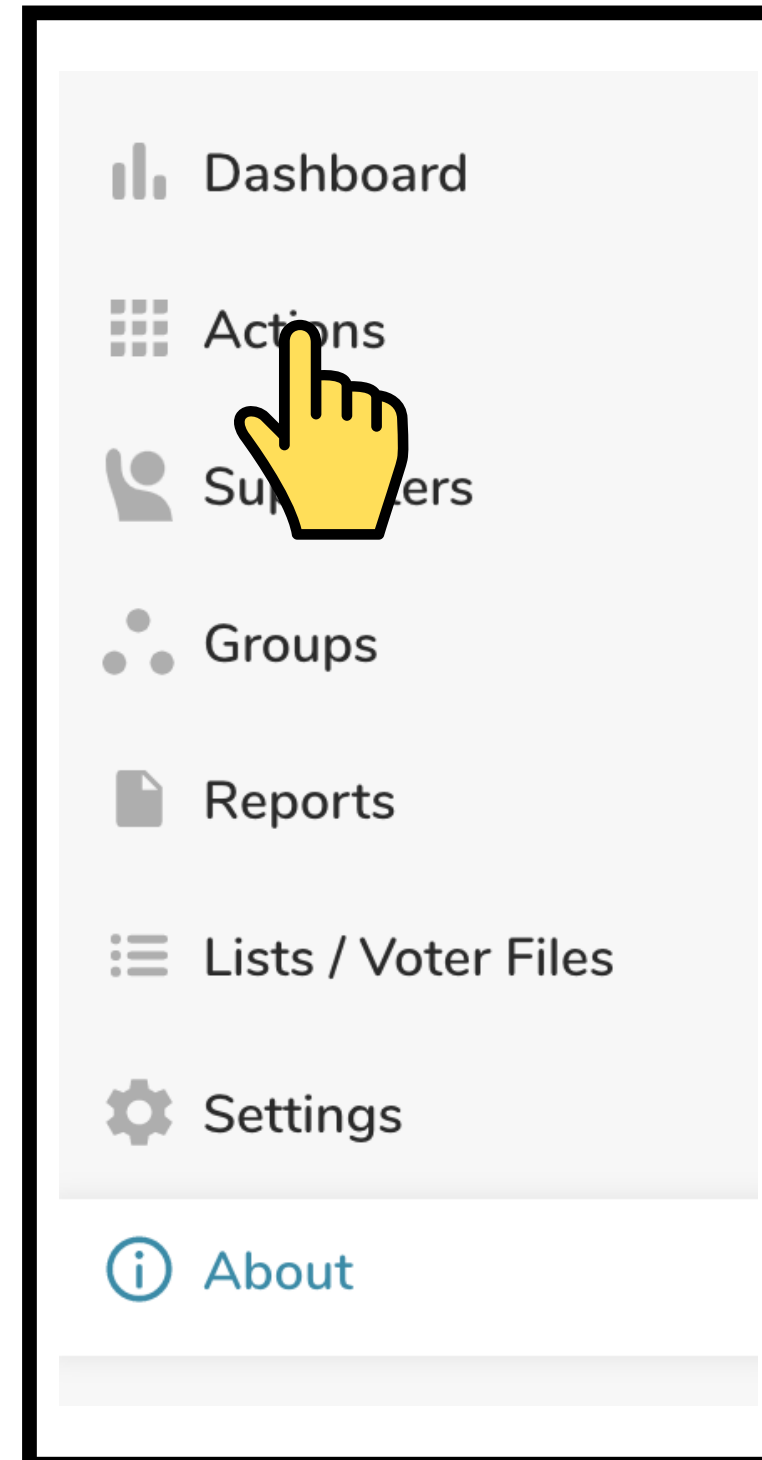 Dashboard
Actions
Groups
Reports
Lists / Voter Files
Settings
About